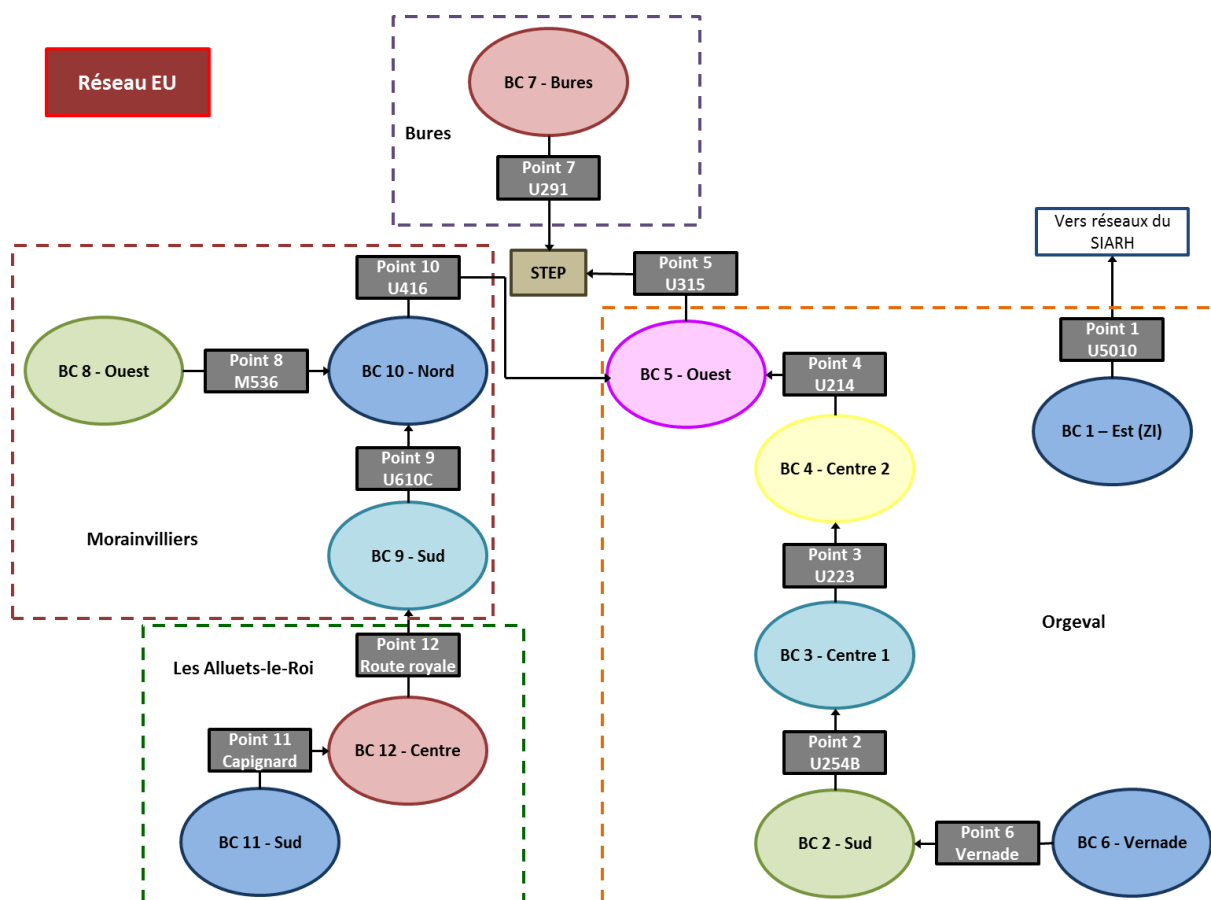 Réseau EU
BC 7 - Bures
Bures
Point 7
U291
Vers réseaux du
SIARH
STEP
Point 10
U416
Point 5
U315
Point 1
U5010
BC 8 - Ouest
Point 8
M536
BC 10 - Nord
BC 5 - Ouest
Point 4
U214
BC 1 – Est (ZI)
Point 9
U610C
BC 4 - Centre 2
Morainvilliers
BC 9 - Sud
Point 3
U223
Orgeval
Les Alluets-le-Roi
Point 12
Route royale
BC 3 - Centre 1
Point 11
Capignard
BC 12 - Centre
Point 2
U254B
BC 11 - Sud
BC 2 - Sud
Point 6
Vernade
BC 6 - Vernade